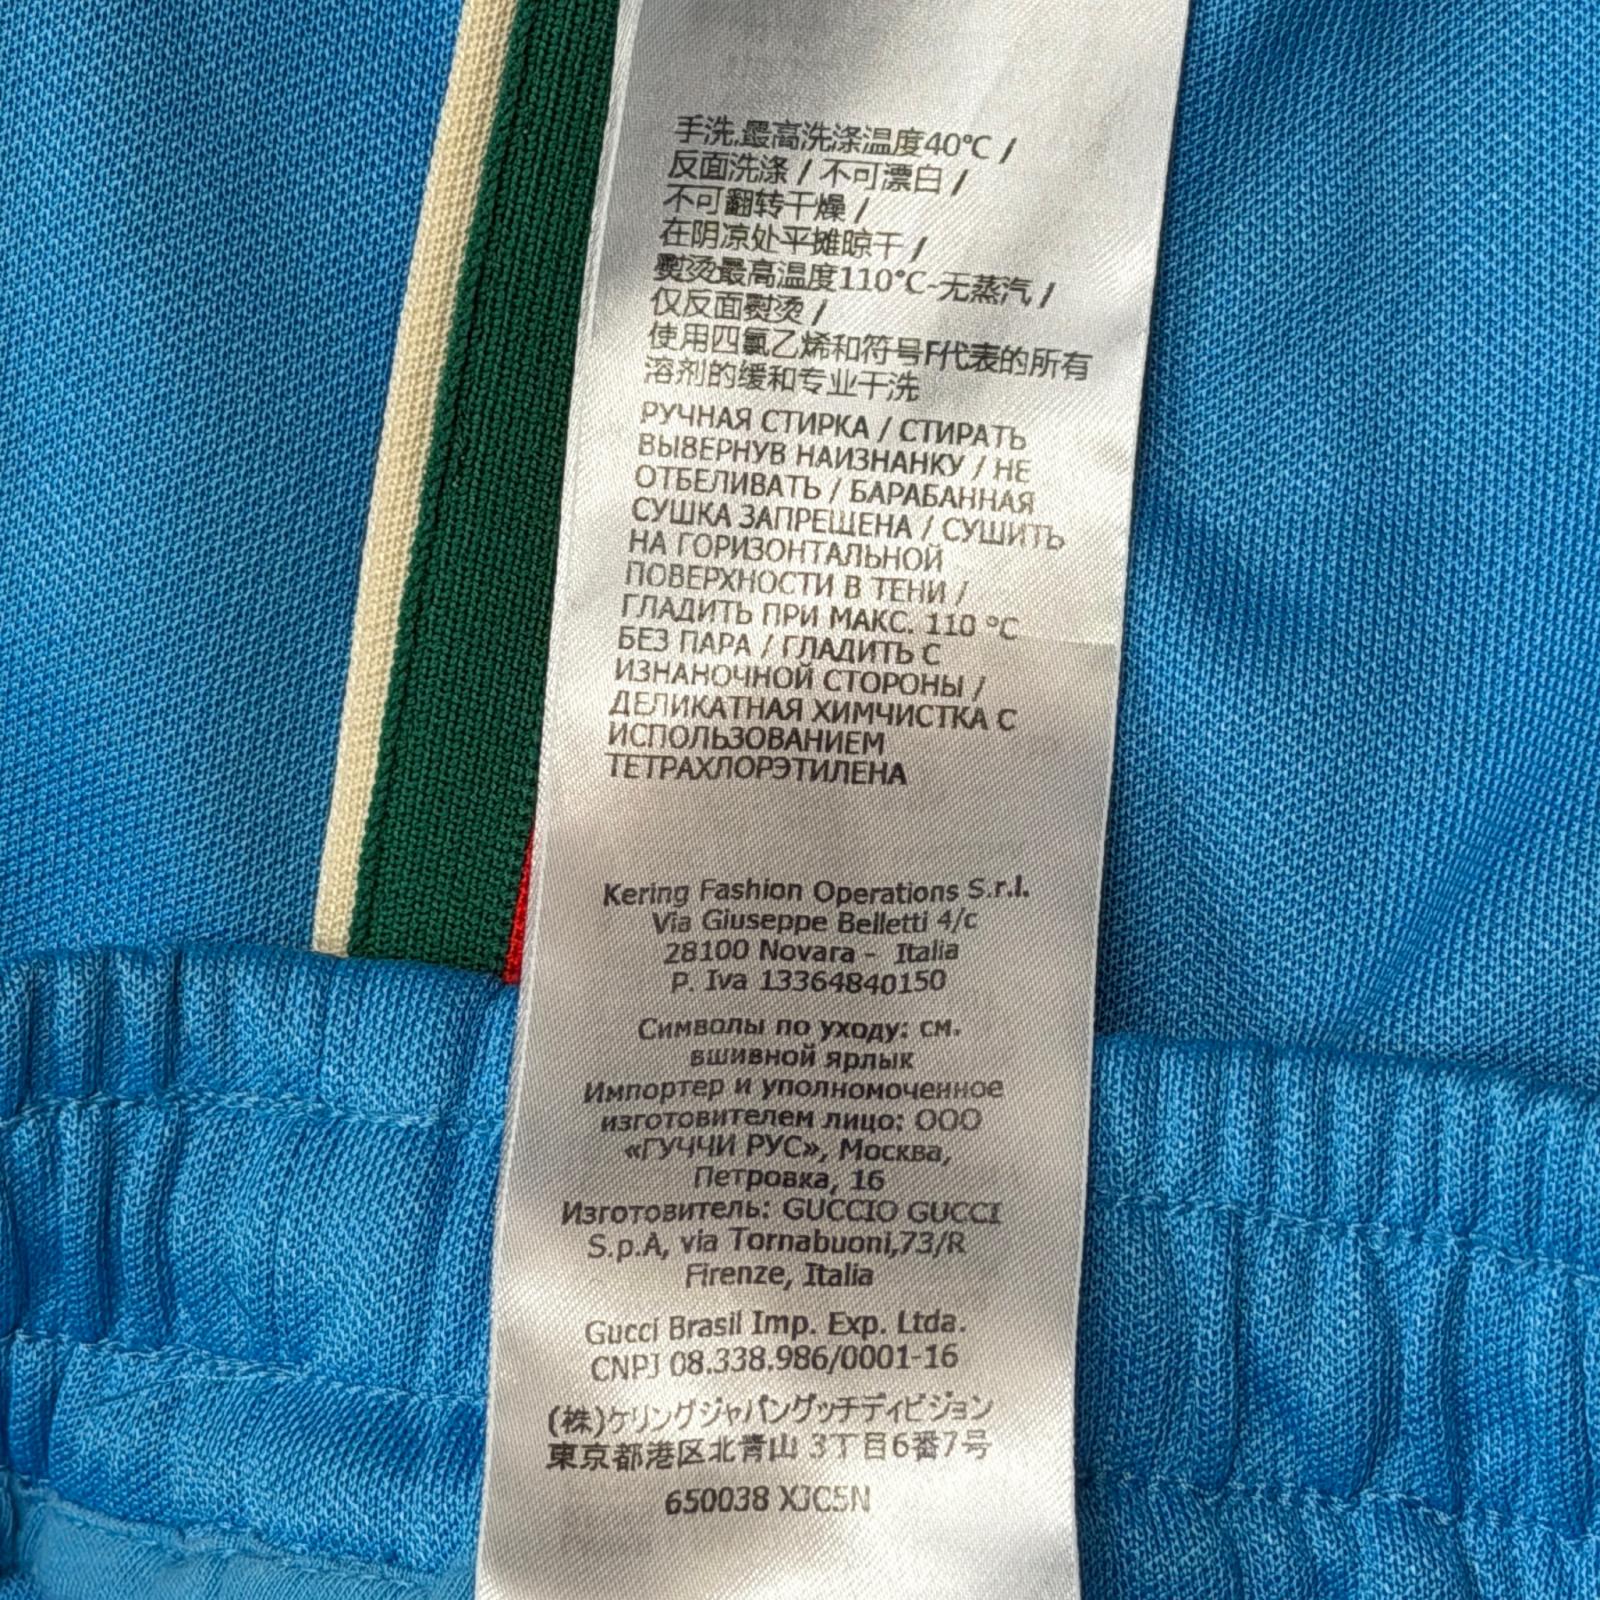 手洗,最高洗涤温度40°C /
反面洗涤 / 不可漂白 /
不可翻转干燥 /
在阴凉处平摊晾干 /
熨烫最高温度110°C-无蒸汽 /
仅反面熨烫 /
使用四氯乙烯和符号F代表的所有
溶剂的缓和专业干洗
РУЧНАЯ СТИРКА / СТИРАТЬ
ВЫВЕРНУВ НАИЗНАНКУ / НЕ
ОТБЕЛИВАТЬ / БАРАБАННАЯ
СУШКА ЗАПРЕЩЕНА / СУШИТЬ
НА ГОРИЗОНТАЛЬНОЙ
ПОВЕРХНОСТИ В ТЕНИ /
ГЛАДИТЬ ПРИ МАКС. 110 °C
БЕЗ ПАРА / ГЛАДИТЬ С
ИЗНАНОЧНОЙ СТОРОНЫ /
ДЕЛИКАТНАЯ ХИМЧИСТКА С
ИСПОЛЬЗОВАНИЕМ
ТЕТРАХЛОРЭТИЛЕНА
Kering Fashion Operations S.r.l.
Via Giuseppe Belletti 4/c
28100 Novara - Italia
P. Iva 13364840150
Символы по уходу: см.
вшивной ярлык
Импортер и уполномоченное
изготовителем лицо: ООО
«ГУЧЧИ РУС», Москва,
Петровка, 16
Изготовитель: GUCCIO GUCCI
S.p.A, via Tornabuoni,73/R
Firenze, Italia
Gucci Brasil Imp. Exp. Ltda.
CNPJ 08.338.986/0001-16
(株)ケリングジャパングッチディビジョン
東京都港区北青山 3丁目6番7号
650038 XJC5N